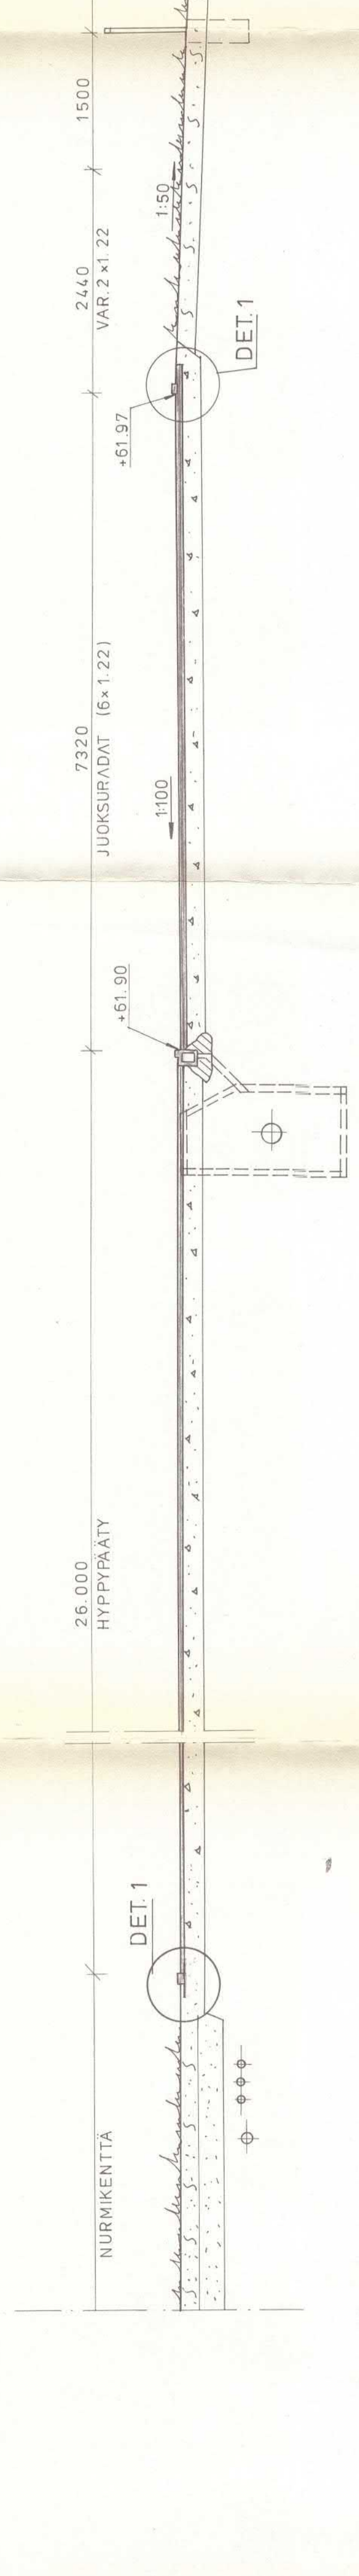 NURMIKENTTÄ
DET. 1
26.000
HYPPYPÄÄTY
+61.90
1:100
7320
JUOKSURADAT (6×1.22)
+61.97
DET. 1
2440
VAR. 2×1.22
1:50
1500